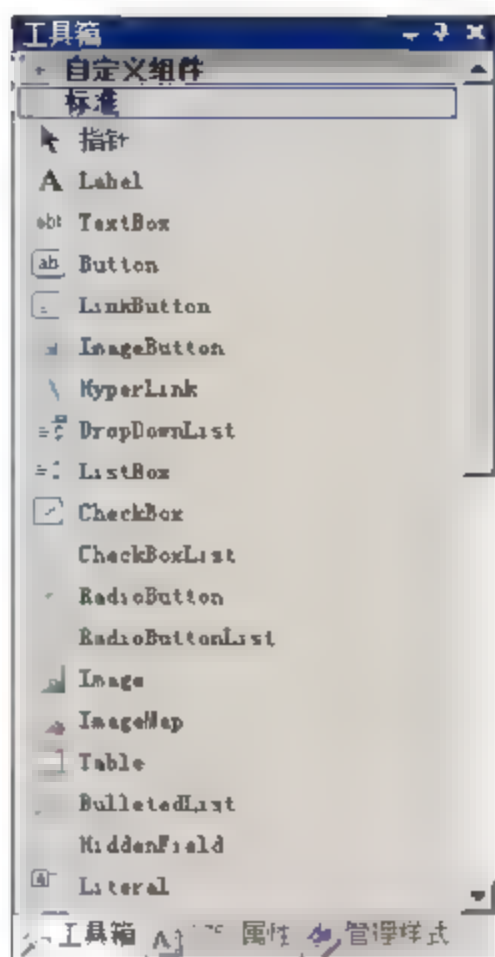 工具箱
自定义组件
标准
指针
A Label
abl TextBox
ab Button
LinkButton
ImageButton
HyperLink
DropDownList
ListBox
CheckBox
CheckBoxList
RadioButton
RadioButtonList
Image
ImageMap
Table
BulletedList
HiddenField
Literal
工具箱 属性 管理样式